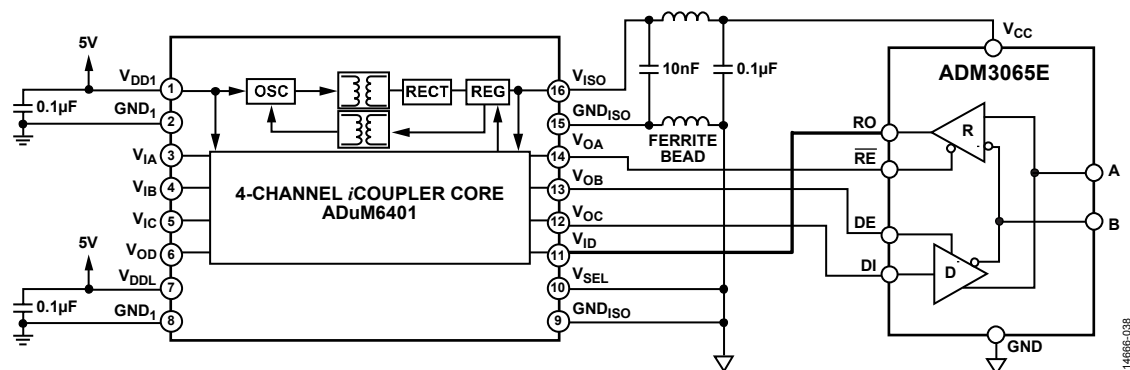 5V
0.1µF
VDD1
GND1
VIA
VIB
VIC
VOD
5V
0.1µF
VDDL
GND1
1
2
3
4
5
6
7
8
OSC
RECT
REG
4-CHANNEL iCOUPLER CORE
ADuM6401
16
15
14
13
12
11
10
9
VISO
GNDISO
VOA
VOB
VOC
VID
VSEL
GNDISO
10nF
0.1µF
FERRITE
BEAD
VCC
ADM3065E
RO
RE
DE
DI
R
D
A
B
GND
14666-038